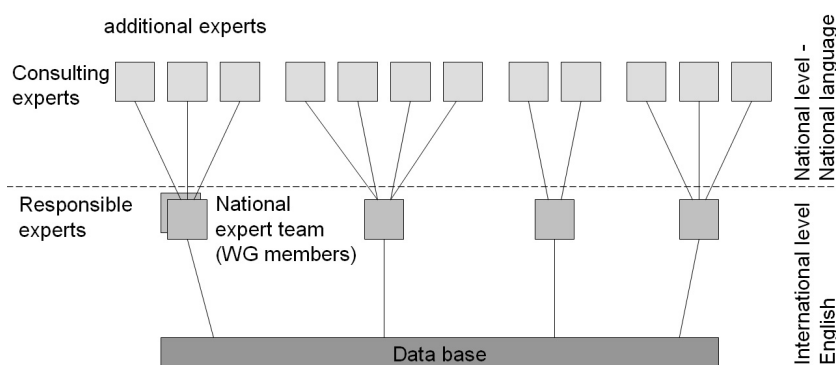 additional experts
Consulting
experts
National level -
National language
Responsible
experts
National
expert team
(WG members)
International level
English
Data base